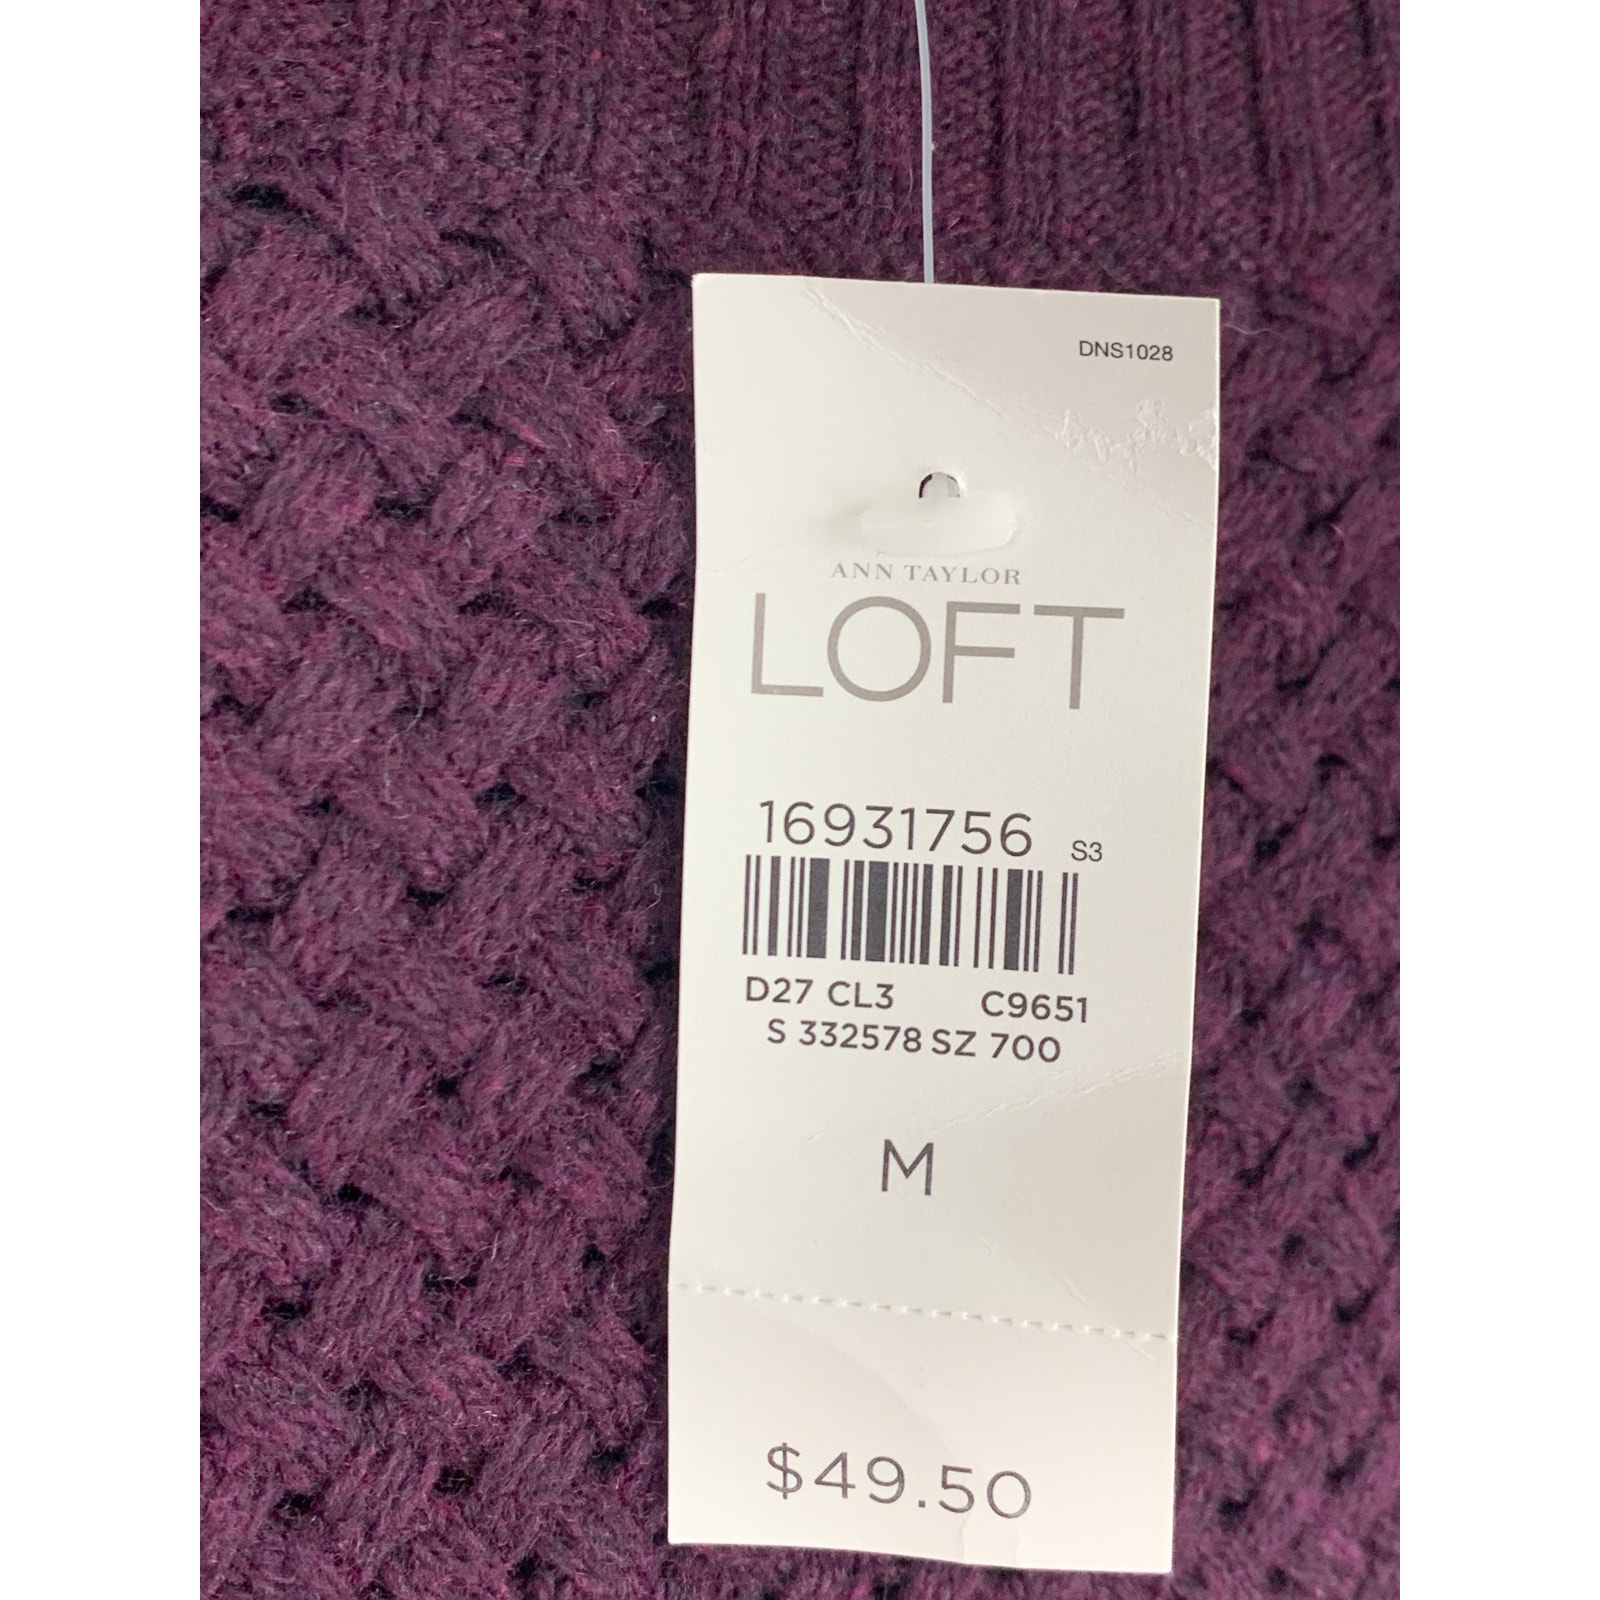 DNS1028
ANN TAYLOR
LOFT
16931756 S3
D27 CL3 C9651
S 332578 SZ 700
M
$49.50